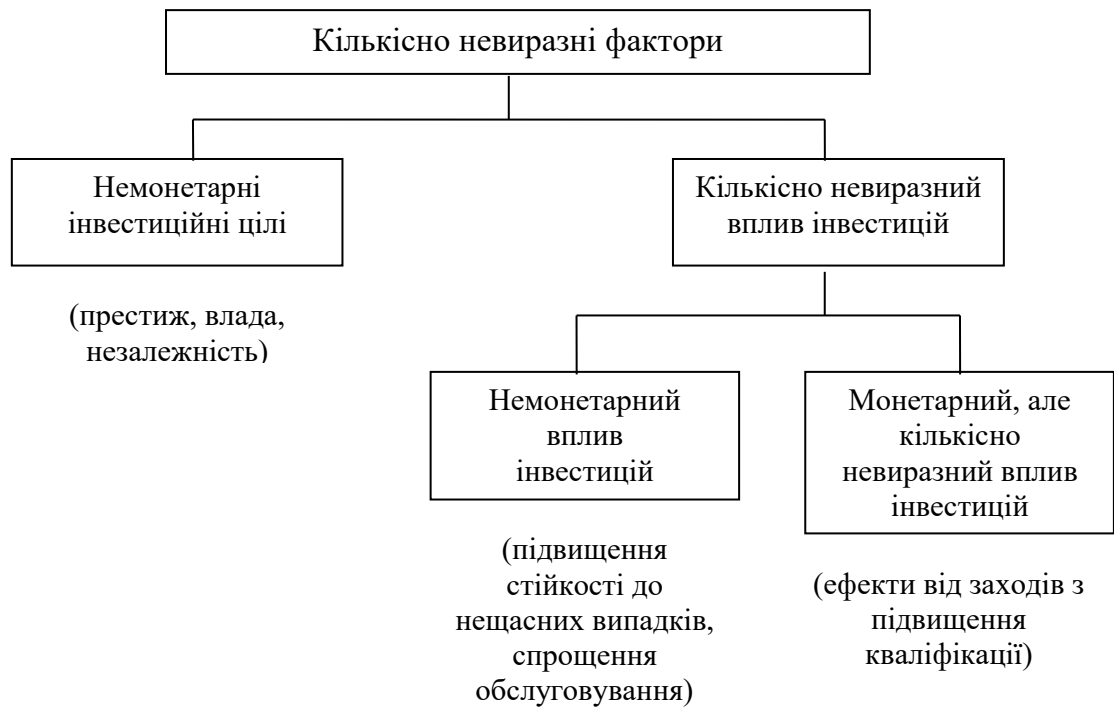 Кількісно невиразні фактори
Немонетарні
інвестиційні цілі
Кількісно невиразний
вплив інвестицій
(престиж, влада,
незалежність)
Немонетарний
вплив
інвестицій
Монетарний, але
кількісно
невиразний вплив
інвестицій
(підвищення
стійкості до
нещасних випадків,
спрощення
обслуговування)
(ефекти від заходів з
підвищення
кваліфікації)